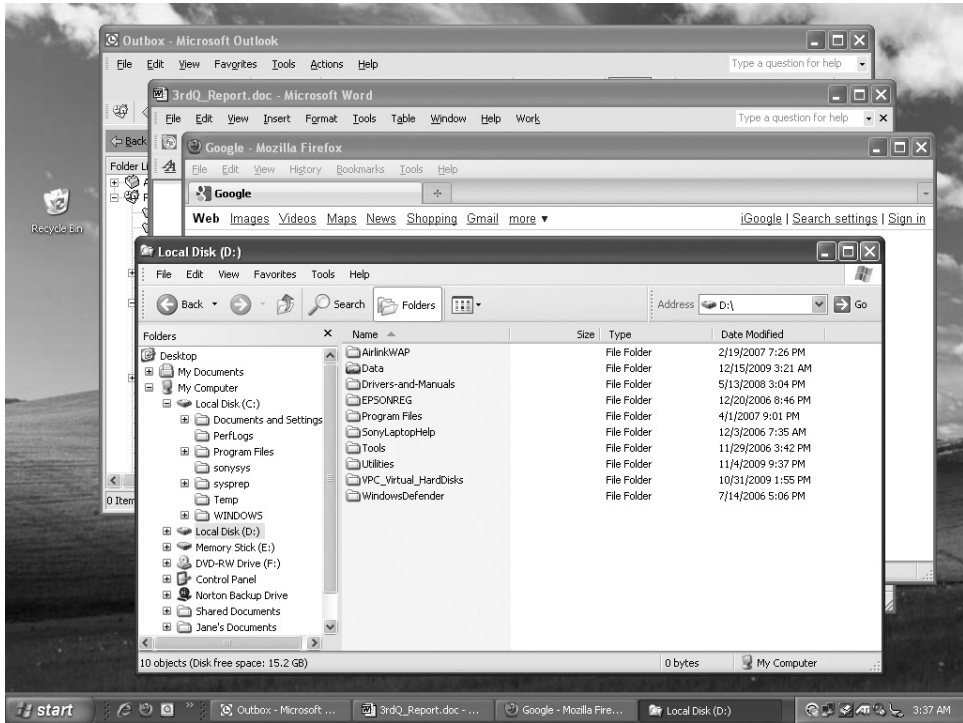 Outbox - Microsoft Outlook
File Edit View Favorites Tools Actions Help
Type a question for help
3rdQ_Report.doc - Microsoft Word
File Edit View Insert Format Tools Table Window Help Work
Type a question for help
Back
Google - Mozilla Firefox
File Edit View History Bookmarks Tools Help
Folder Li
Google
Web Images Videos Maps News Shopping Gmail more ▼
iGoogle | Search settings | Sign in
Recycle Bin
Local Disk (D:)
File Edit View Favorites Tools Help
Back Search Folders Address D:\ Go
Folders
Name Size Type Date Modified
Desktop
My Documents
My Computer
Local Disk (C:)
Documents and Settings
PerfLogs
Program Files
sonysys
sysprep
Temp
WINDOWS
Local Disk (D:)
Memory Stick (E:)
DVD-RW Drive (F:)
Control Panel
Norton Backup Drive
Shared Documents
Jane's Documents
AirlinkWAP File Folder 2/19/2007 7:26 PM
Data File Folder 12/15/2009 3:21 AM
Drivers-and-Manuals File Folder 5/13/2008 3:04 PM
EPSONREG File Folder 12/20/2006 8:46 PM
Program Files File Folder 4/1/2007 9:01 PM
SonyLaptopHelp File Folder 12/3/2006 7:35 AM
Tools File Folder 11/29/2006 3:42 PM
Utilities File Folder 11/4/2009 9:37 PM
VPC_Virtual_HardDisks File Folder 10/31/2009 1:55 PM
WindowsDefender File Folder 7/14/2006 5:06 PM
0 Item
10 objects (Disk free space: 15.2 GB)
0 bytes
My Computer
start
Outbox - Microsoft ...
3rdQ_Report.doc - ...
Google - Mozilla Fire...
Local Disk (D:)
3:37 AM